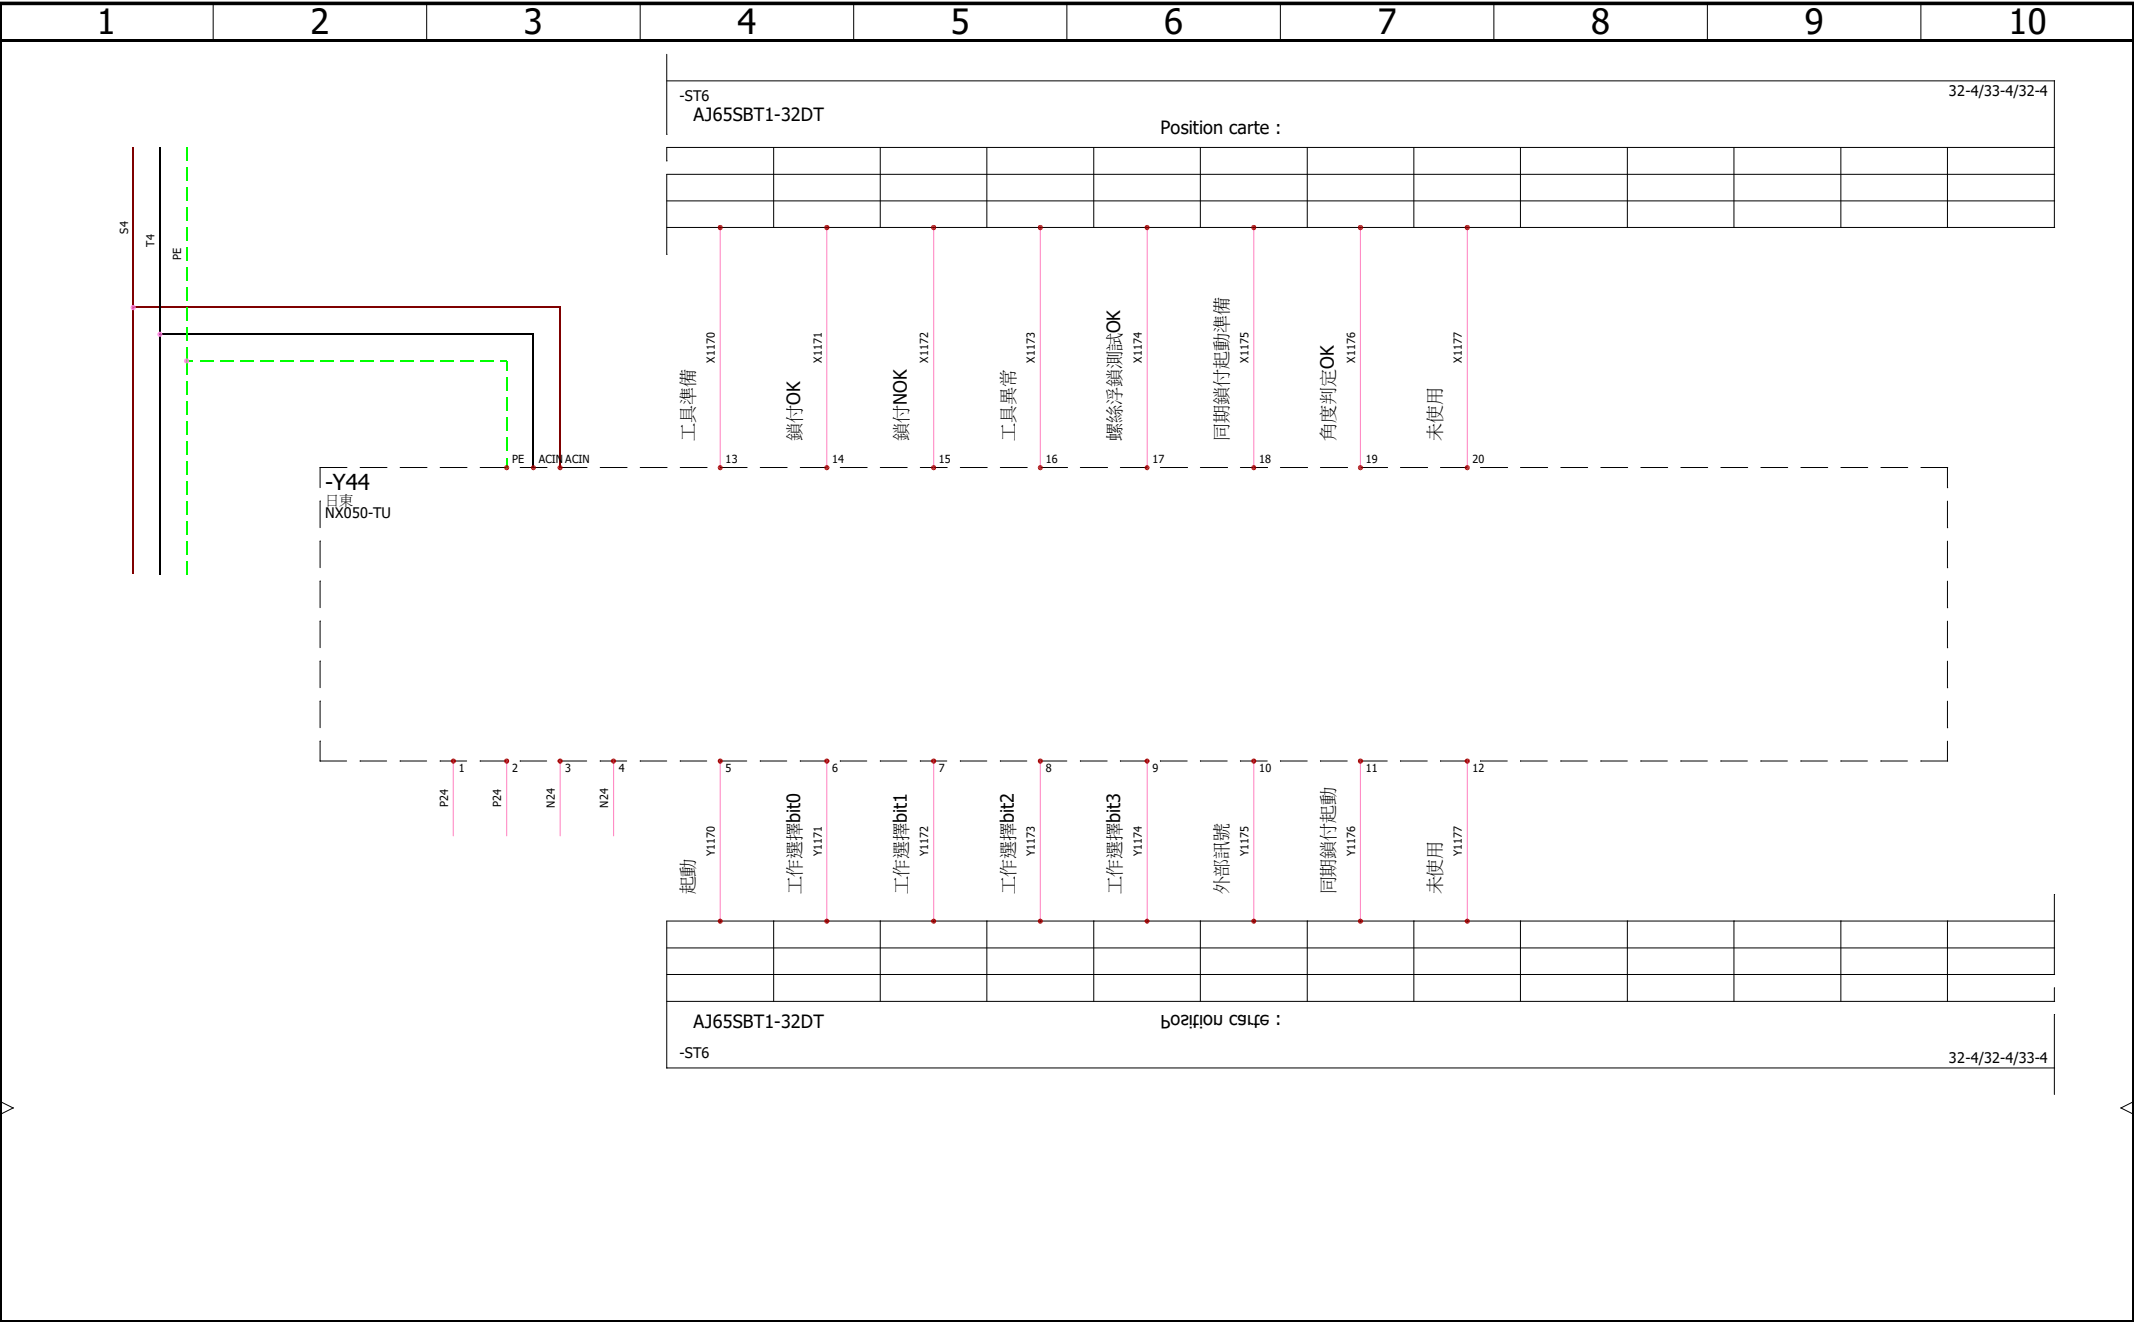 1 2 3 4 5 6 7 8 9 10
-ST6
AJ65SBT1-32DT
32-4/33-4/32-4
Position carte :
S4
T4
PE
工具準備
X1170
鎖付OK
X1171
鎖付NOK
X1172
工具異常
X1173
螺絲浮鎖測試OK
X1174
同期鎖付起動準備
X1175
角度判定OK
X1176
未使用
X1177
PE ACIN ACIN 13 14 15 16 17 18 19 20
-Y44
日東
NX050-TU
1 2 3 4 5 6 7 8 9 10 11 12
P24
P24
N24
N24
起動
Y1170
工作選擇bit0
Y1171
工作選擇bit1
Y1172
工作選擇bit2
Y1173
工作選擇bit3
Y1174
外部訊號
Y1175
同期鎖付起動
Y1176
未使用
Y1177
AJ65SBT1-32DT
Position carte :
-ST6
32-4/32-4/33-4